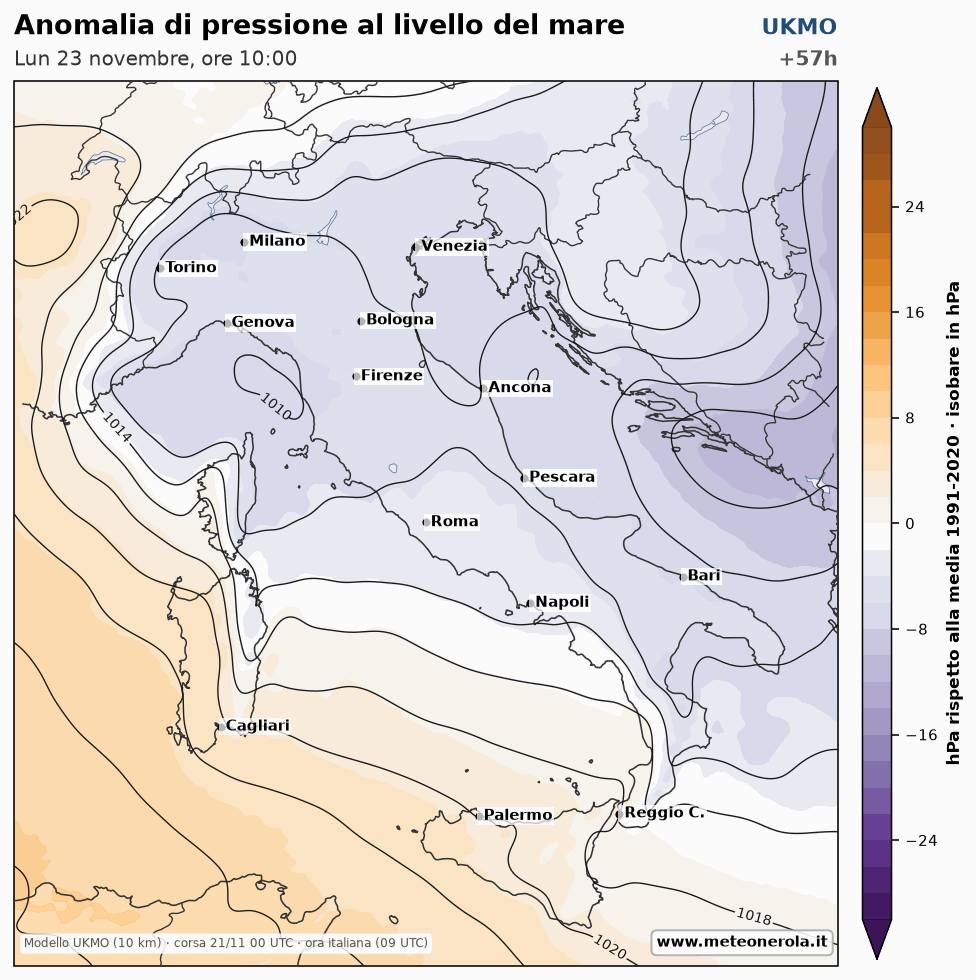 Anomalia di pressione al livello del mare
UKMO
Lun 23 novembre, ore 10:00
+57h
22
Milano
Venezia
Torino
Genova
Bologna
Firenze
Ancona
1010
1014
Pescara
Roma
Bari
Napoli
Cagliari
Palermo
Reggio C.
1018
1020
Modello UKMO (10 km) · corsa 21/11 00 UTC · ora italiana (09 UTC)
www.meteonerola.it
24
16
8
0
−8
−16
−24
hPa rispetto alla media 1991-2020 · isobare in hPa